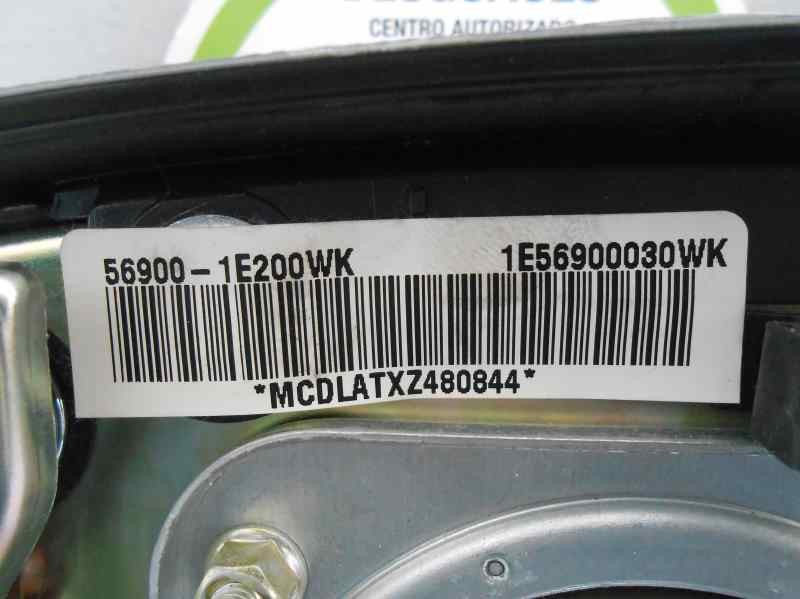 CENTRO AUTORIZADO
56900-1E200WK 1E56900030WK
*MCDLATXZ480844*